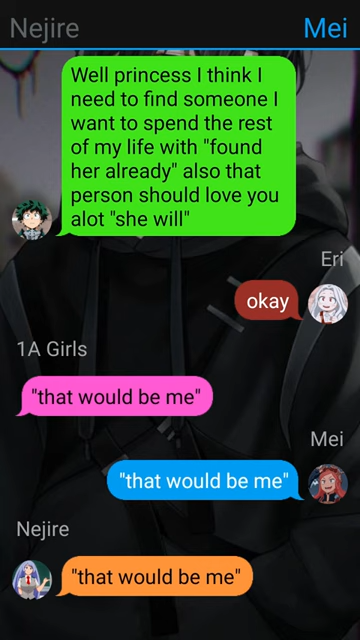 Nejire
Mei
Well princess I think I
need to find someone I
want to spend the rest
of my life with "found
her already" also that
person should love you
alot "she will"
Eri
okay
1A Girls
"that would be me"
Mei
"that would be me"
Nejire
"that would be me"